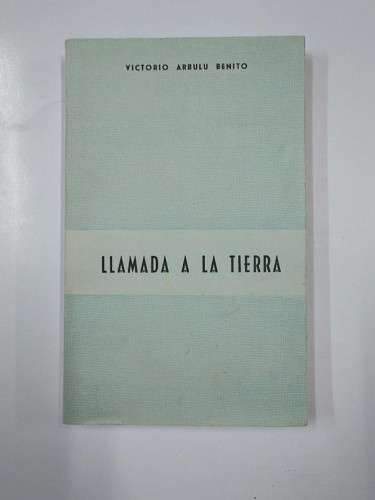 VICTORIO ARBULU BENITO
LLAMADA A LA TIERRA